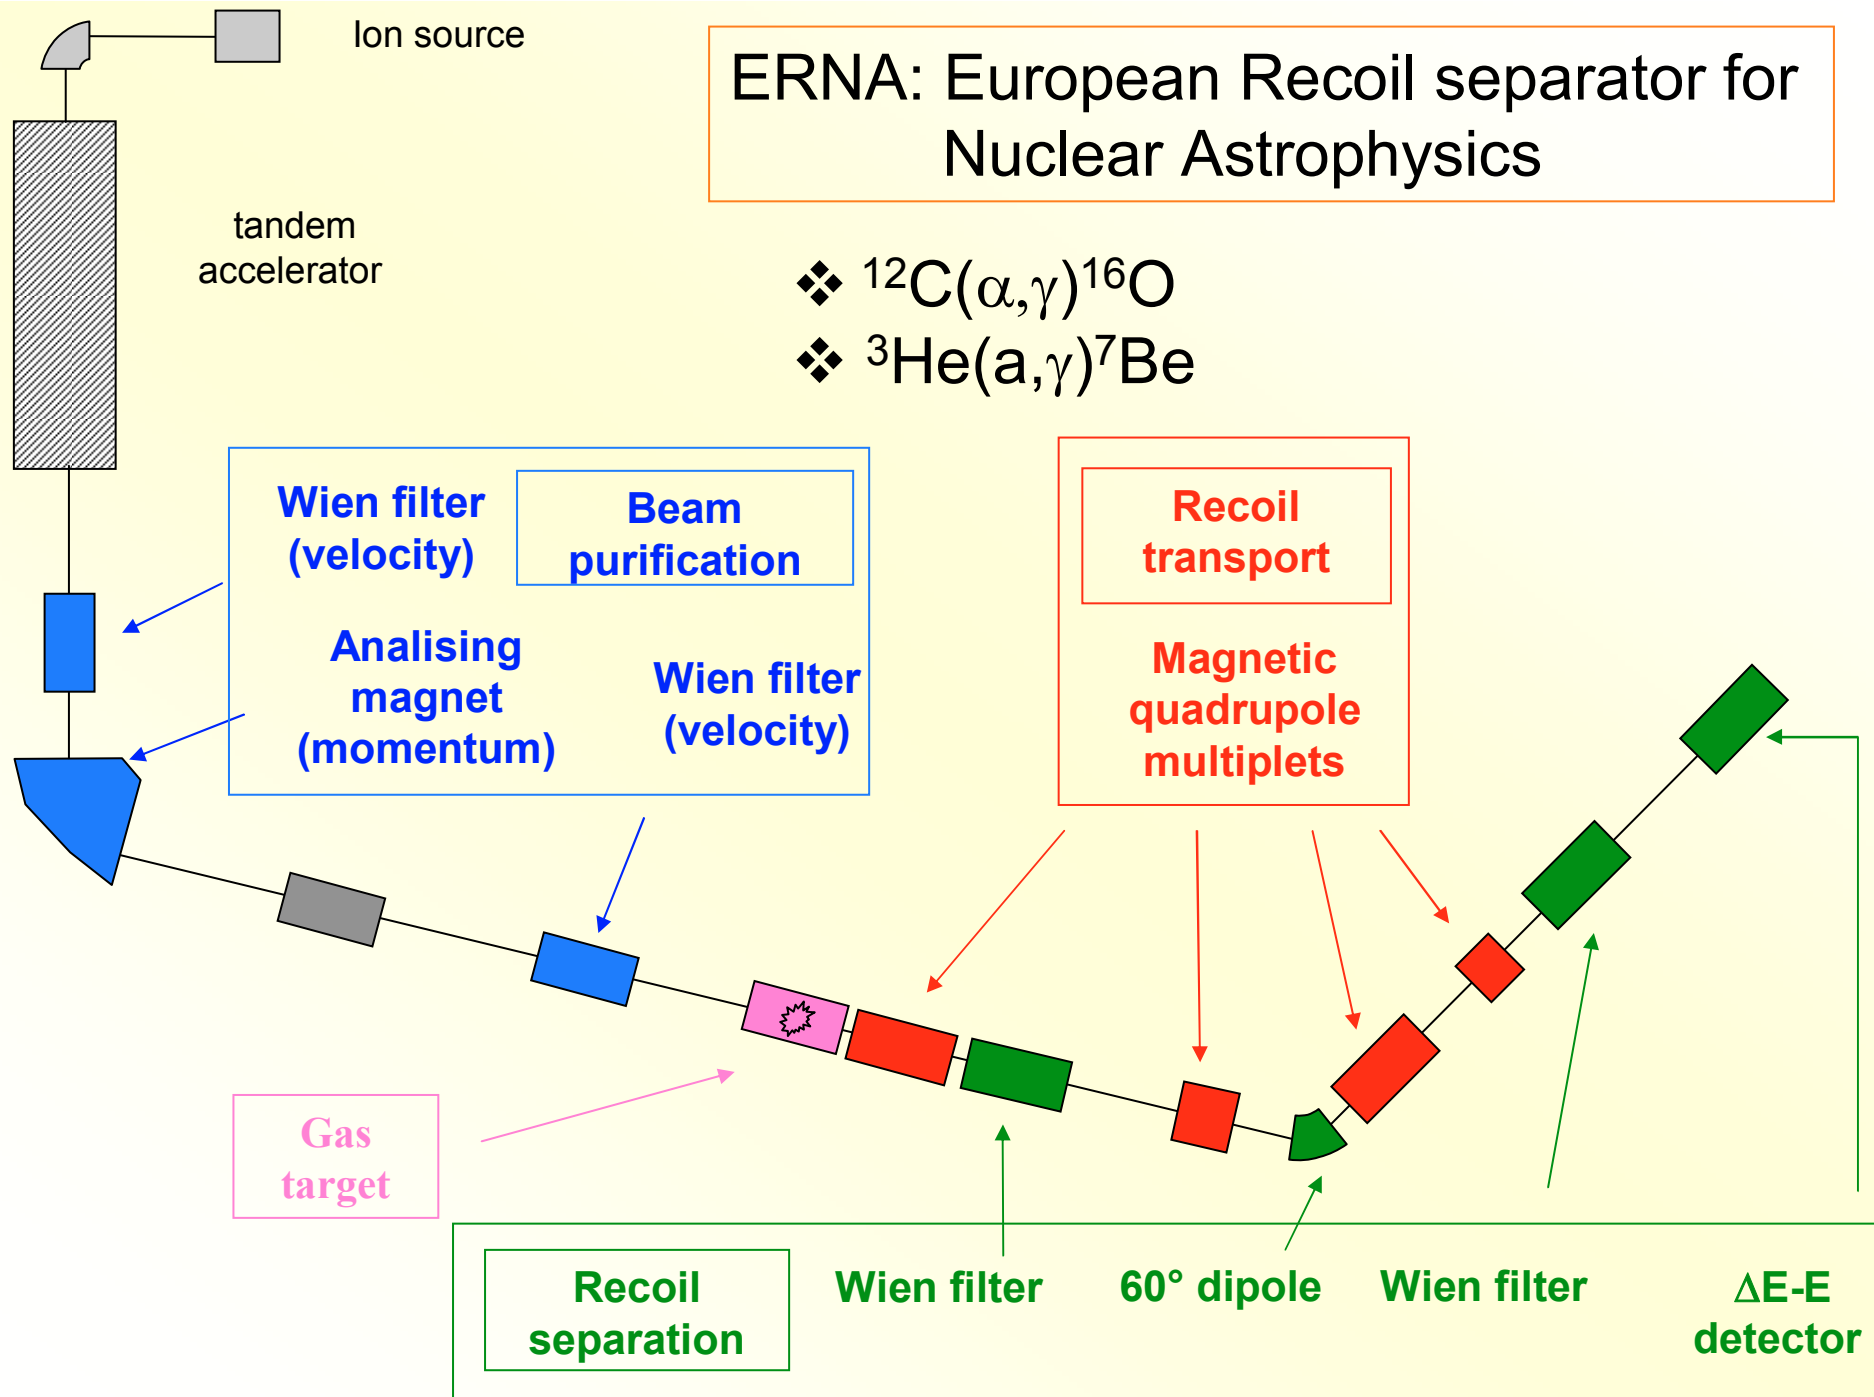 Ion source
ERNA: European Recoil separator for
Nuclear Astrophysics
tandem
accelerator
❖ ¹²C(α,γ)¹⁶O
❖ ³He(a,γ)⁷Be
Wien filter
(velocity)
Beam
purification
Analising
magnet
(momentum)
Wien filter
(velocity)
Recoil
transport
Magnetic
quadrupole
multiplets
Gas
target
Recoil
separation
Wien filter
60° dipole
Wien filter
ΔE-E
detector